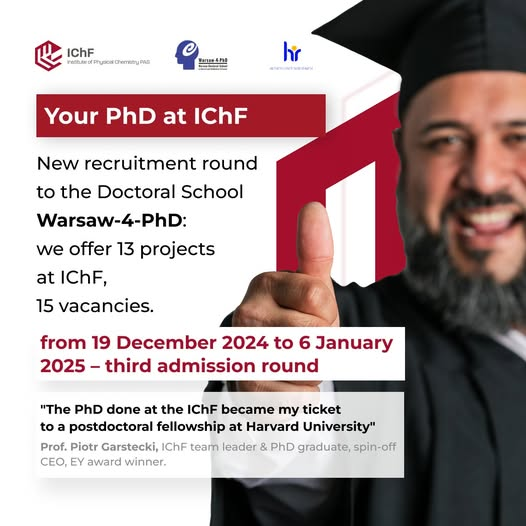 IChF
Institute of Physical Chemistry PAS
Warsaw-4-PhD
hr
Your PhD at IChF
New recruitment round
to the Doctoral School
Warsaw-4-PhD:
we offer 13 projects
at IChF,
15 vacancies.
from 19 December 2024 to 6 January
2025 – third admission round
"The PhD done at the IChF became my ticket
to a postdoctoral fellowship at Harvard University"
Prof. Piotr Garstecki, IChF team leader & PhD graduate, spin-off
CEO, EY award winner.